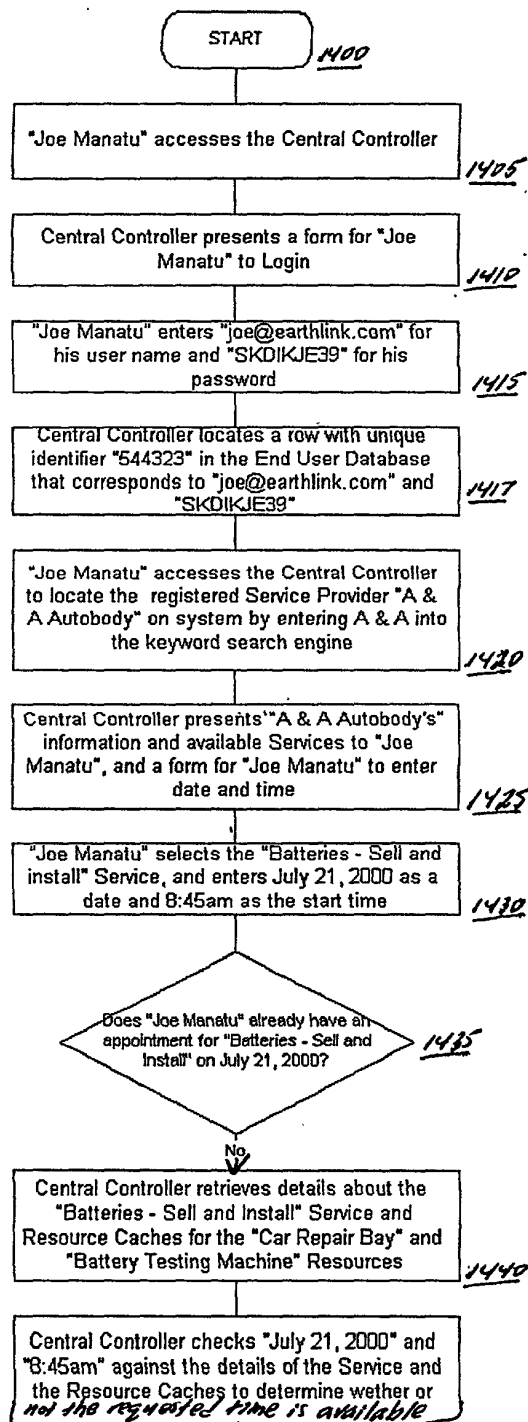 START
1400
"Joe Manatu" accesses the Central Controller
1405
Central Controller presents a form for "Joe
Manatu" to Login
1410
"Joe Manatu" enters "joe@earthlink.com" for
his user name and "SKDIKJE39" for his
password
1415
Central Controller locates a row with unique
identifier "544323" in the End User Database
that corresponds to "joe@earthlink.com" and
"SKDIKJE39"
1417
"Joe Manatu" accesses the Central Controller
to locate the registered Service Provider "A &
A Autobody" on system by entering A & A into
the keyword search engine
1420
Central Controller presents "A & A Autobody's"
information and available Services to "Joe
Manatu", and a form for "Joe Manatu" to enter
date and time
1425
"Joe Manatu" selects the "Batteries - Sell and
install" Service, and enters July 21, 2000 as a
date and 8:45am as the start time
1430
Does "Joe Manatu" already have an
appointment for "Batteries - Sell and
Install" on July 21, 2000?
1435
No
Central Controller retrieves details about the
"Batteries - Sell and Install" Service and
Resource Caches for the "Car Repair Bay" and
"Battery Testing Machine" Resources
1440
Central Controller checks "July 21, 2000" and
"8:45am" against the details of the Service and
the Resource Caches to determine wether or
not the requested time is available